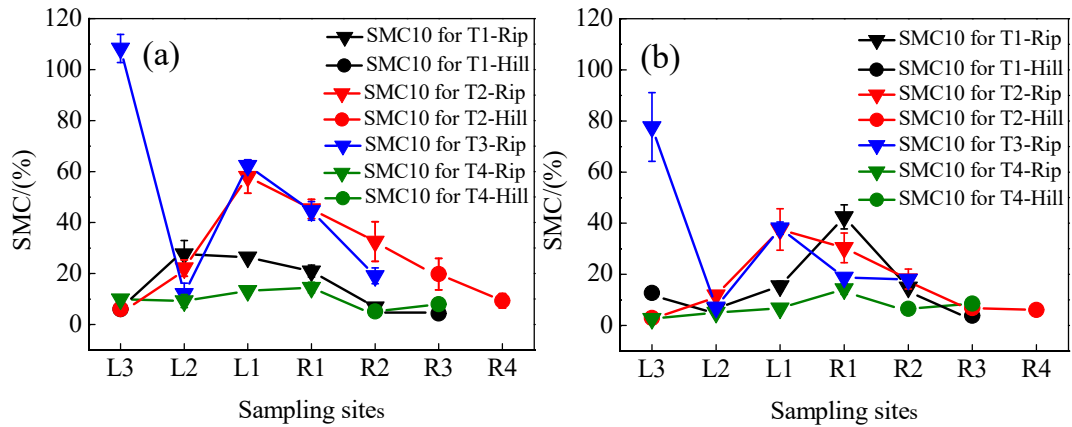 120
100
80
60
40
20
0
SMC/(%)
(a)
SMC10 for T1-Rip
SMC10 for T1-Hill
SMC10 for T2-Rip
SMC10 for T2-Hill
SMC10 for T3-Rip
SMC10 for T4-Rip
SMC10 for T4-Hill
L3 L2 L1 R1 R2 R3 R4
Sampling sites
120
100
80
60
40
20
0
SMC/(%)
(b)
SMC10 for T1-Rip
SMC10 for T1-Hill
SMC10 for T2-Rip
SMC10 for T2-Hill
SMC10 for T3-Rip
SMC10 for T4-Rip
SMC10 for T4-Hill
L3 L2 L1 R1 R2 R3 R4
Sampling sites